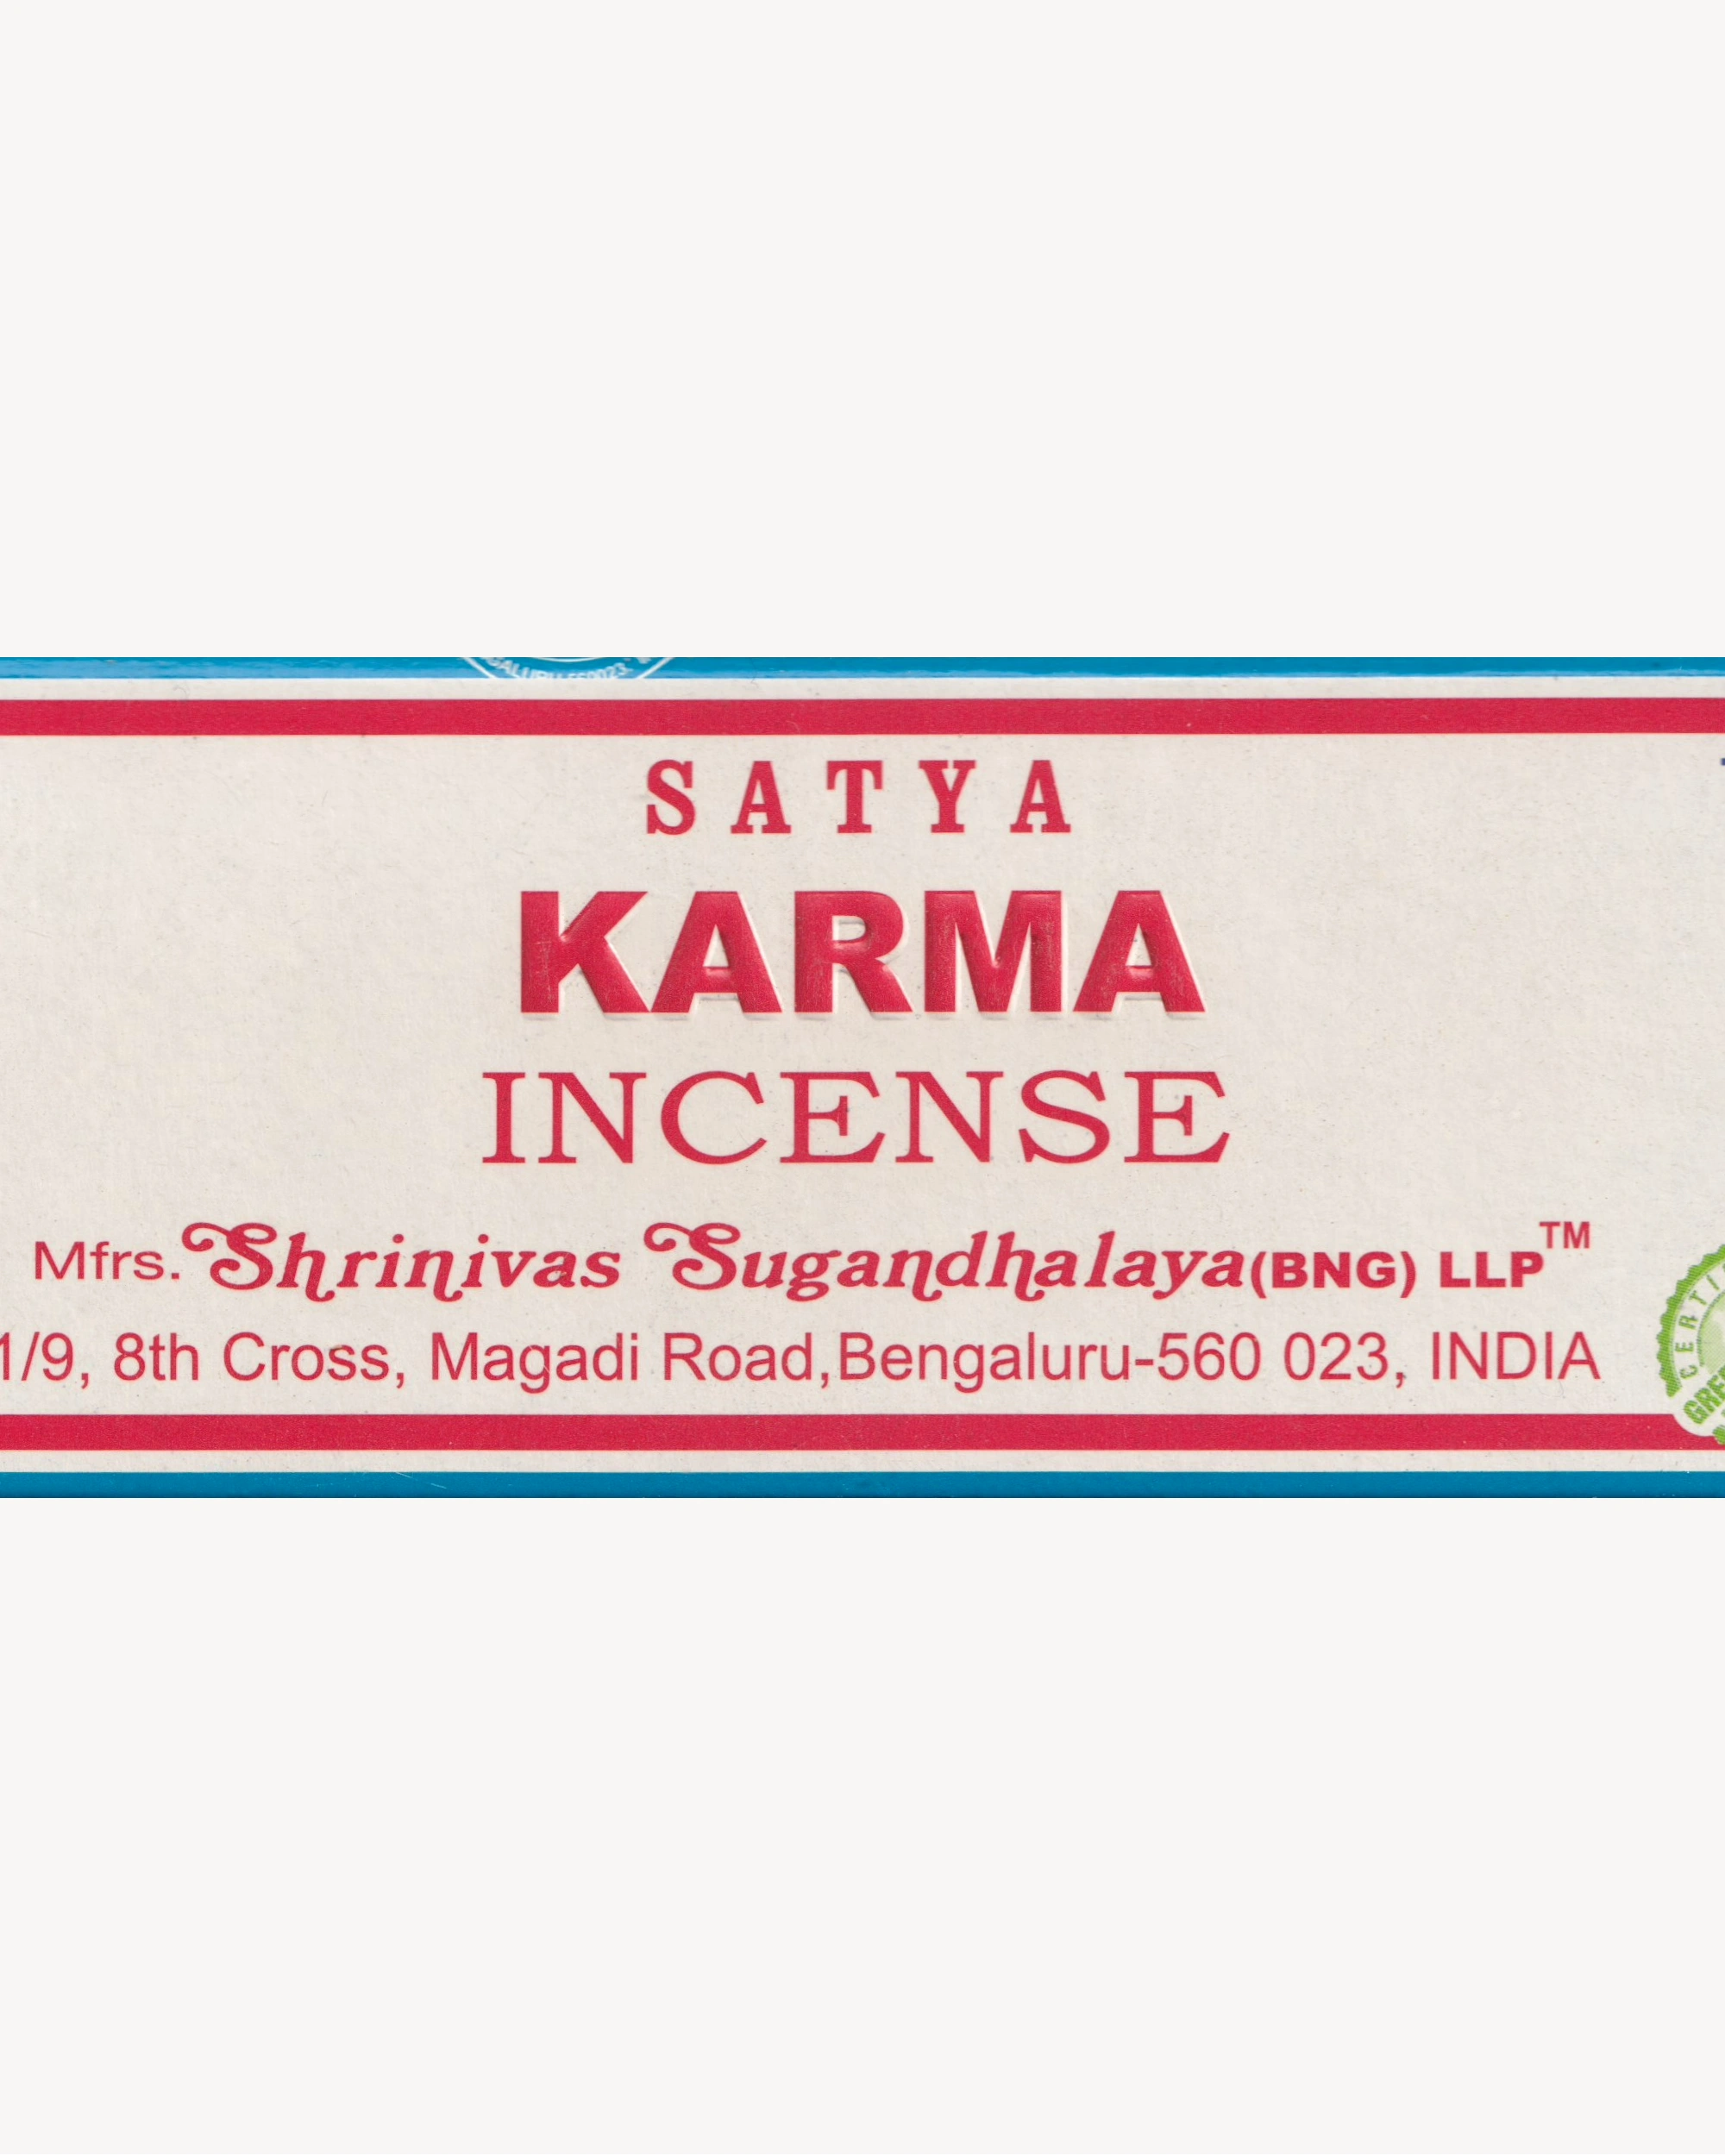 SATYA
KARMA
INCENSE
Mfrs. Shrinivas Sugandhalaya(BNG) LLP™
1/9, 8th Cross, Magadi Road,Bengaluru-560 023, INDIA